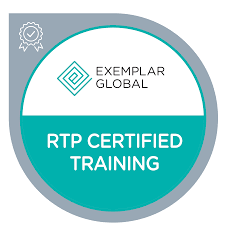 EXEMPLAR
GLOBAL
RTP CERTIFIED
TRAINING